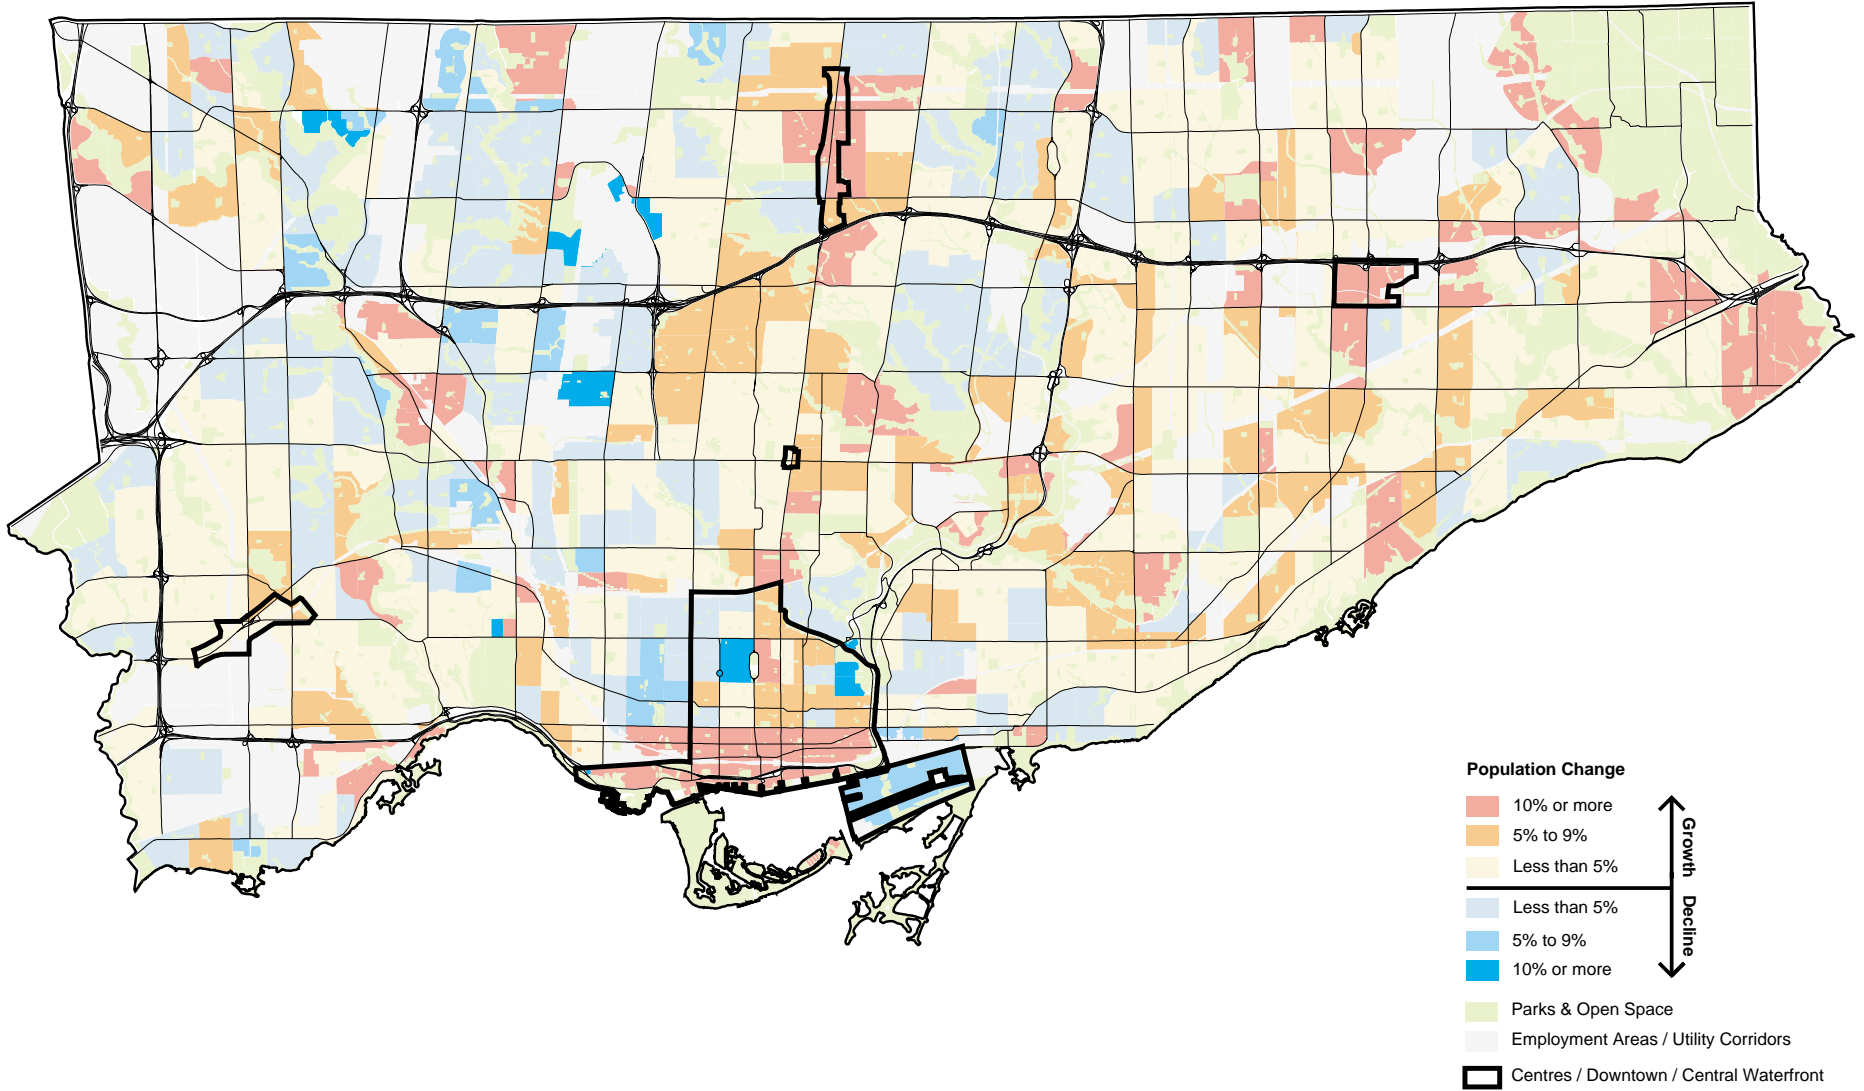 Population Change
10% or more
5% to 9%
Less than 5%
Less than 5%
5% to 9%
10% or more
Growth
Decline
Parks & Open Space
Employment Areas / Utility Corridors
Centres / Downtown / Central Waterfront